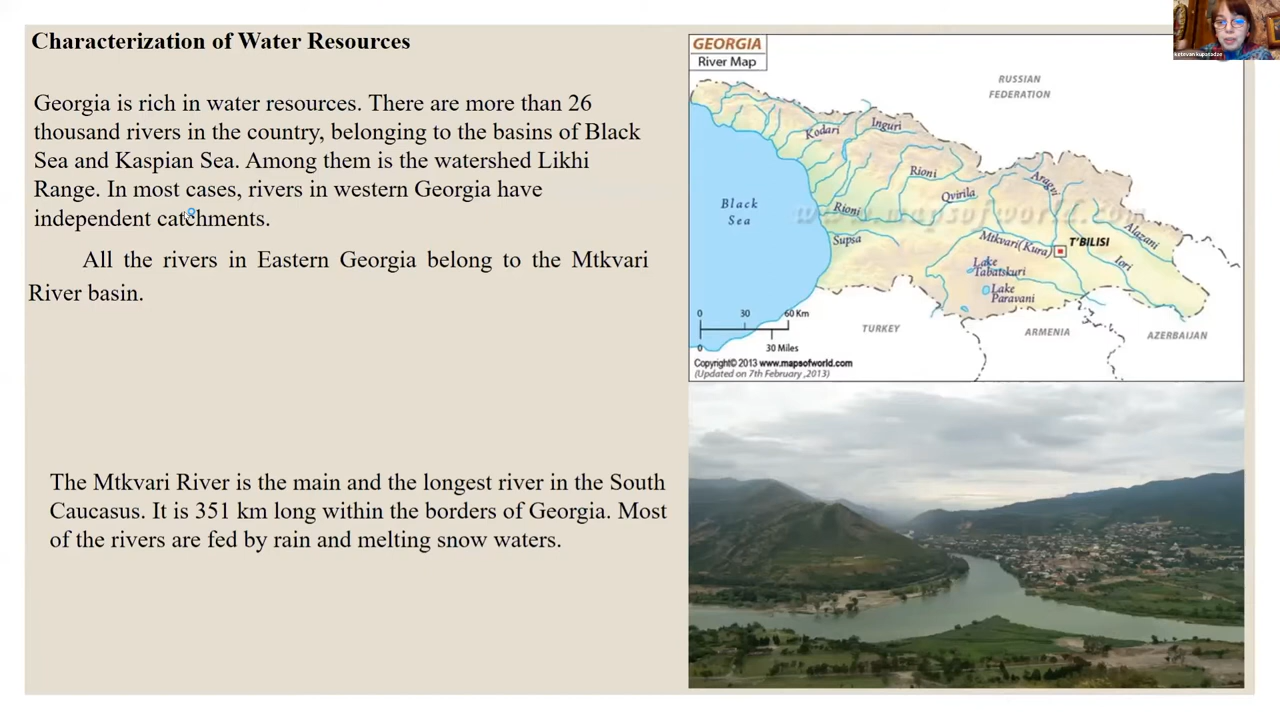 Characterization of Water Resources
Georgia is rich in water resources. There are more than 26
thousand rivers in the country, belonging to the basins of Black
Sea and Kaspian Sea. Among them is the watershed Likhi
Range. In most cases, rivers in western Georgia have
independent catchments.
All the rivers in Eastern Georgia belong to the Mtkvari
River basin.
The Mtkvari River is the main and the longest river in the South
Caucasus. It is 351 km long within the borders of Georgia. Most
of the rivers are fed by rain and melting snow waters.
GEORGIA
River Map
RUSSIAN
FEDERATION
Kodari
Inguri
Rioni
Aragvi
Qvirila
Black
Sea
Rioni
www.mapsofworld.com
Supsa
Mtkvari(Kura)
T'BILISI
Alazani
Iori
Lake
Tabatskuri
Lake
Paravani
0 30 60 Km
0 30 Miles
TURKEY
ARMENIA
AZERBAIJAN
Copyright© 2013 www.mapsofworld.com
(Updated on 7th February ,2013)
ketevan kupatadze